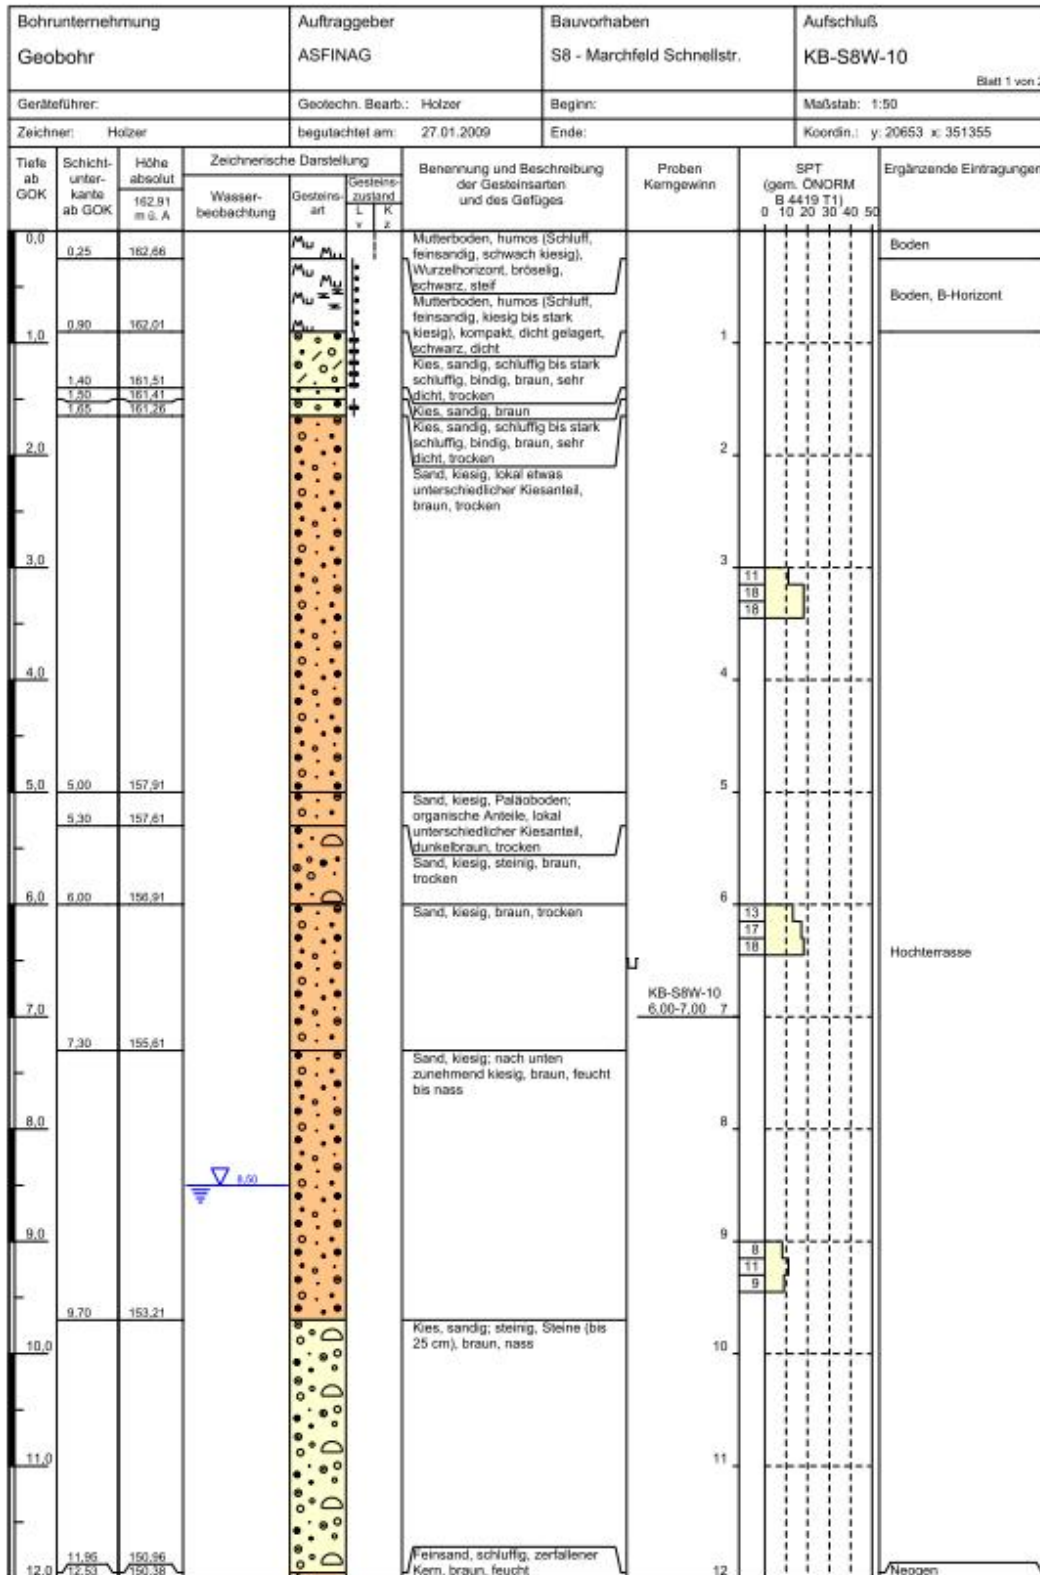 Bohrunternehmung
Geobohr
Auftraggeber
ASFINAG
Bauvorhaben
S8 - Marchfeld Schnellstr.
Aufschluß
KB-S8W-10
Blatt 1 von 2
Geräteführer:
Geotechn. Bearb.: Holzer
Beginn:
Maßstab: 1:50
Zeichner: Holzer
begutachtet am: 27.01.2009
Ende:
Koordin.: y: 20653 x: 351355
Tiefe
ab
GOK
Schicht-
unter-
kante
ab GOK
Höhe
absolut
162,91
m ü. A
Zeichnerische Darstellung
Wasser-
beobachtung
Gesteins-
art
Gesteins-
zustand
L K
v z
Benennung und Beschreibung
der Gesteinsarten
und des Gefüges
Proben
Kerngewinn
SPT
(gem. ÖNORM
B 4419 T1)
0 10 20 30 40 50
Ergänzende Eintragungen
0,0
0,25 162,66
Mutterboden, humos (Schluff,
feinsandig, schwach kiesig),
Wurzelhorizont, bröselig,
schwarz, steif
Boden
Mutterboden, humos (Schluff,
feinsandig, kiesig bis stark
kiesig), kompakt, dicht gelagert,
schwarz, dicht
Boden, B-Horizont
0,90 162,01
1,0
1
Kies, sandig, schluffig bis stark
schluffig, bindig, braun, sehr
dicht, trocken
1,40 161,51
Kies, sandig, braun
1,50 161,41
Kies, sandig, schluffig bis stark
schluffig, bindig, braun, sehr
dicht, trocken
1,65 161,26
Sand, kiesig, lokal etwas
unterschiedlicher Kiesanteil,
braun, trocken
2,0
2
3,0
3
11
18
18
4,0
4
5,0
5,00 157,91
5
Sand, kiesig, Paläoboden;
organische Anteile, lokal
unterschiedlicher Kiesanteil,
dunkelbraun, trocken
5,30 157,61
Sand, kiesig, steinig, braun,
trocken
6,0
6,00 156,91
6
Sand, kiesig, braun, trocken
13
17
18
Hochterrasse
KB-S8W-10
6,00-7,00 7
7,0
7,30 155,61
Sand, kiesig; nach unten
zunehmend kiesig, braun, feucht
bis nass
8,0
8
8,50
9,0
9
8
11
9
9,70 153,21
Kies, sandig; steinig, Steine (bis
25 cm), braun, nass
10,0
10
11,0
11
11,95 150,96
Feinsand, schluffig, zerfallener
Kern, braun, feucht
12,0
12,53 150,38
12
Neogen